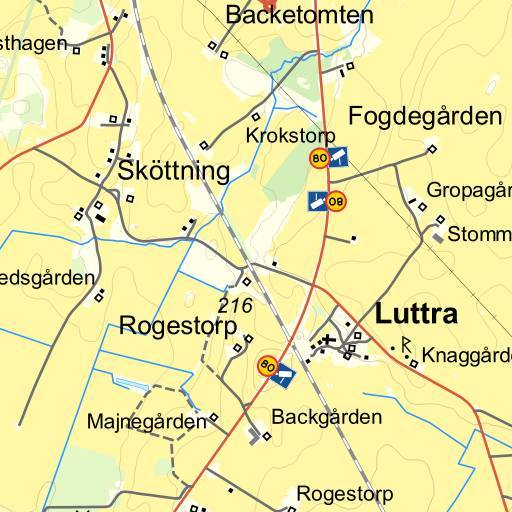 Backetomten
sthagen
Fogdegården
Krokstorp
80
Sköttning
Gropagår
80
Stomm
edsgården
216
Luttra
Rogestorp
Knaggård
80
Majnegården
Backgården
Rogestorp